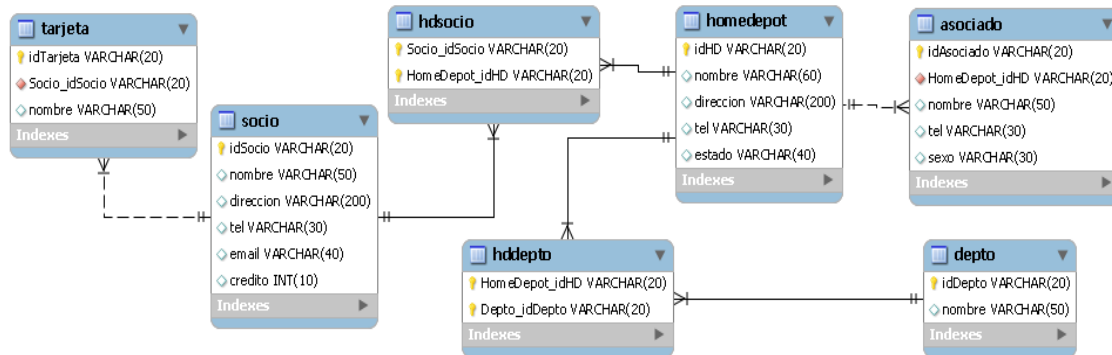 tarjeta
idTarjeta VARCHAR(20)
Socio_idSocio VARCHAR(20)
nombre VARCHAR(50)
Indexes
socio
idSocio VARCHAR(20)
nombre VARCHAR(50)
direccion VARCHAR(200)
tel VARCHAR(30)
email VARCHAR(40)
credito INT(10)
Indexes
hdsocio
Socio_idSocio VARCHAR(20)
HomeDepot_idHD VARCHAR(20)
Indexes
homedepot
idHD VARCHAR(20)
nombre VARCHAR(60)
direccion VARCHAR(200)
tel VARCHAR(30)
estado VARCHAR(40)
Indexes
asociado
idAsociado VARCHAR(20)
HomeDepot_idHD VARCHAR(20)
nombre VARCHAR(50)
tel VARCHAR(30)
sexo VARCHAR(30)
Indexes
hddepto
HomeDepot_idHD VARCHAR(20)
Depto_idDepto VARCHAR(20)
Indexes
depto
idDepto VARCHAR(20)
nombre VARCHAR(50)
Indexes